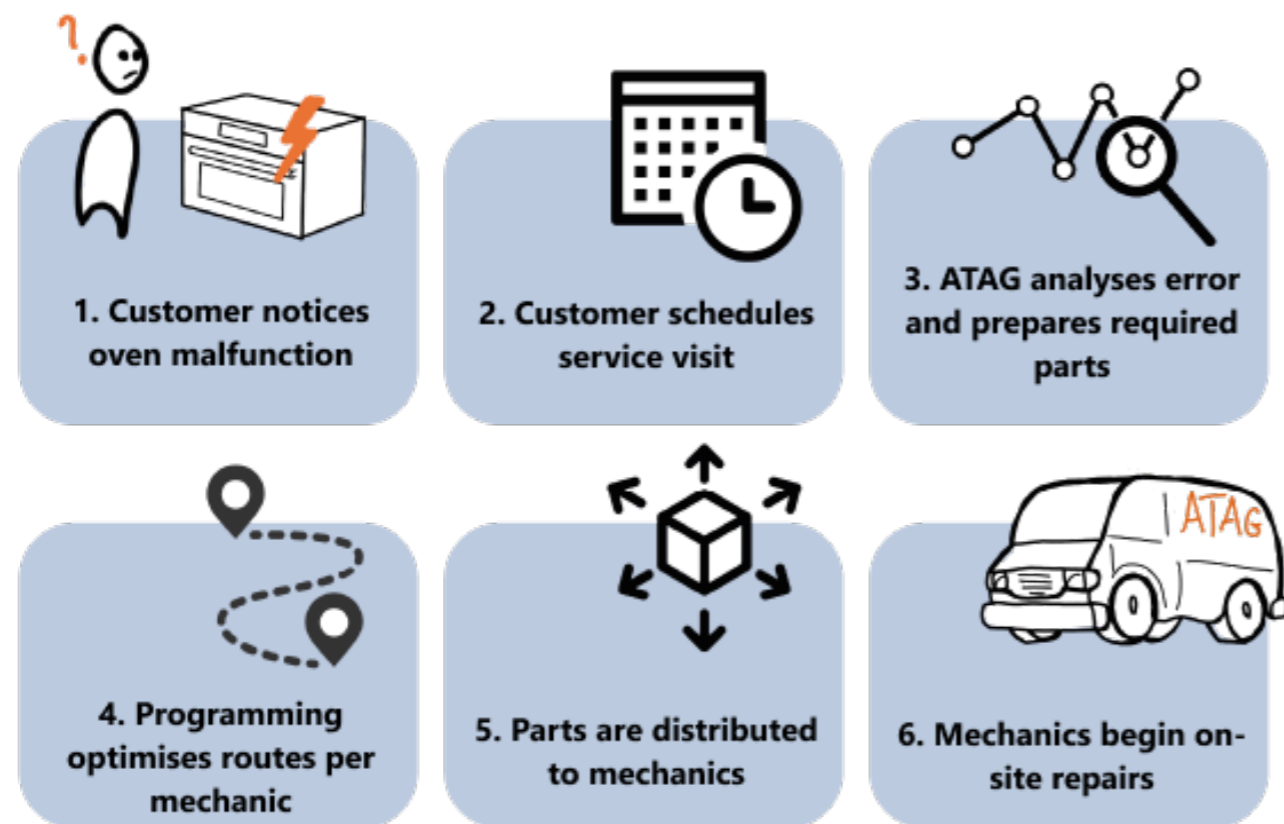 ?
1. Customer notices
oven malfunction
2. Customer schedules
service visit
3. ATAG analyses error
and prepares required
parts
4. Programming
optimises routes per
mechanic
5. Parts are distributed
to mechanics
ATAG
6. Mechanics begin on-
site repairs